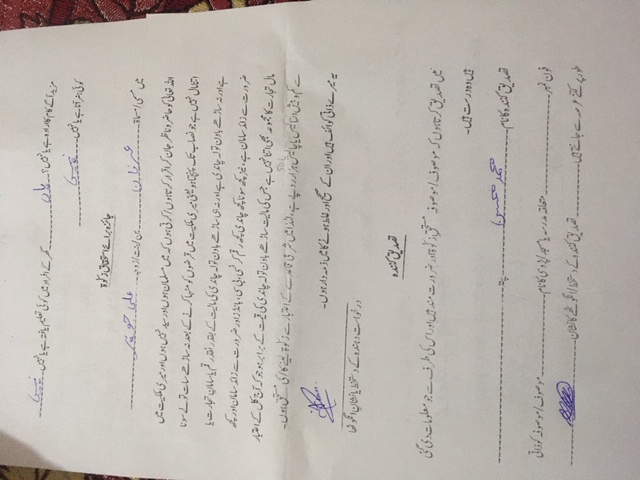 مزید آگے کام کا ارادہ ہے یا نہیں؟ ہاں گھر کے افراد میں کوئی تعلیم یافتہ ہے یا نہیں۔ نہیں
کوئی ہنر آتا ہے یا نہیں نہیں
جائزہ برائے استحقاق زکوٰۃ
میں مسمی/مسماۃ عرزان بن/بنت/زوجہ علی حیدر
اللہ تعالیٰ کو حاضر و ناظر جان کر اقرار کرتا ہوں/کرتی ہوں کہ میں مسلمان ہوں اور سید نہیں ہوں اور میری ملکیت میں
اتنا مال نہیں ہے جو نصاب تک پہنچتا ہو یعنی میری ملکیت میں قرضوں کو منہا کرنے کے بعد نہ ساڑھے سات تولے سونا
ہے اور نہ ساڑھے باون تولہ چاندی ہے اور نہ ہی ساڑھے باون تولہ چاندی کی مالیت کے بقدر نقد رقم یا سامان تجارت یا
ضرورت سے زائد سامان ہے، نیز کچھ سونا کچھ چاندی کچھ رقم کرنسی، بی سی، بانڈز اور ضرورت سے زائد سامان اور کچھ
مال تجارت کا مجموعہ بھی اتنا نہیں ہے جس کی مالیت ساڑھے باون تولہ چاندی کی قیمت کے برابر ہو جو کہ آج کل کے اعتبار
سے کم و بیش انتالیس یا چالیس ہزار روپے ہے، لہٰذا میں شرعی قاعدے کے اعتبار سے زکوٰۃ لینے کا/کی مستحق ہوں۔
یہ میرے ذاتی کوائف ہیں اور ان کے صحیح اور غلط ہونے کا میں ذمہ دار ہوں۔
درخواست دہندہ کے دستخط یا نشان انگوٹھا
تصدیق کنندہ
میں تصدیق کرتا ہوں کہ موصوف/موصوفہ مستحق زکوٰۃ اور ضرورت مند ہیں اور اس کی طرف سے جو معلومات دی گئی
ہیں وہ درست ہیں۔
تصدیق کنندہ کا نام محمد محسن پتہ
فون نمبر متعلقہ مدرسہ یا مسجد/پڑوسی کا نام موصوف/موصوفہ کو ذاتی
طور پر کتنے عرصہ سے جانتے ہیں تصدیق کنندہ کے دستخط/انگوٹھے کا نشان